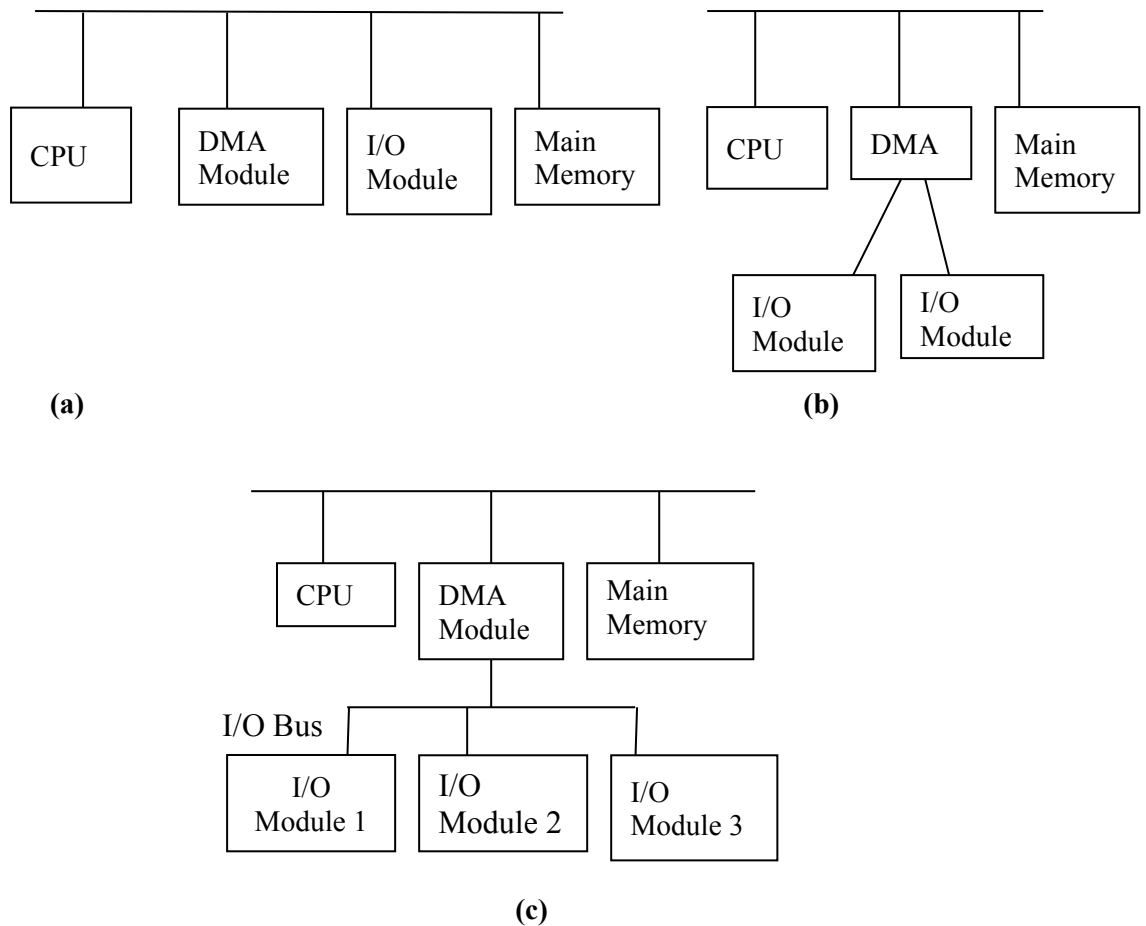 CPU
DMA
Module
I/O
Module
Main
Memory
CPU
DMA
Main
Memory
I/O
Module
I/O
Module
(a)
(b)
CPU
DMA
Module
Main
Memory
I/O Bus
I/O
Module 1
I/O
Module 2
I/O
Module 3
(c)